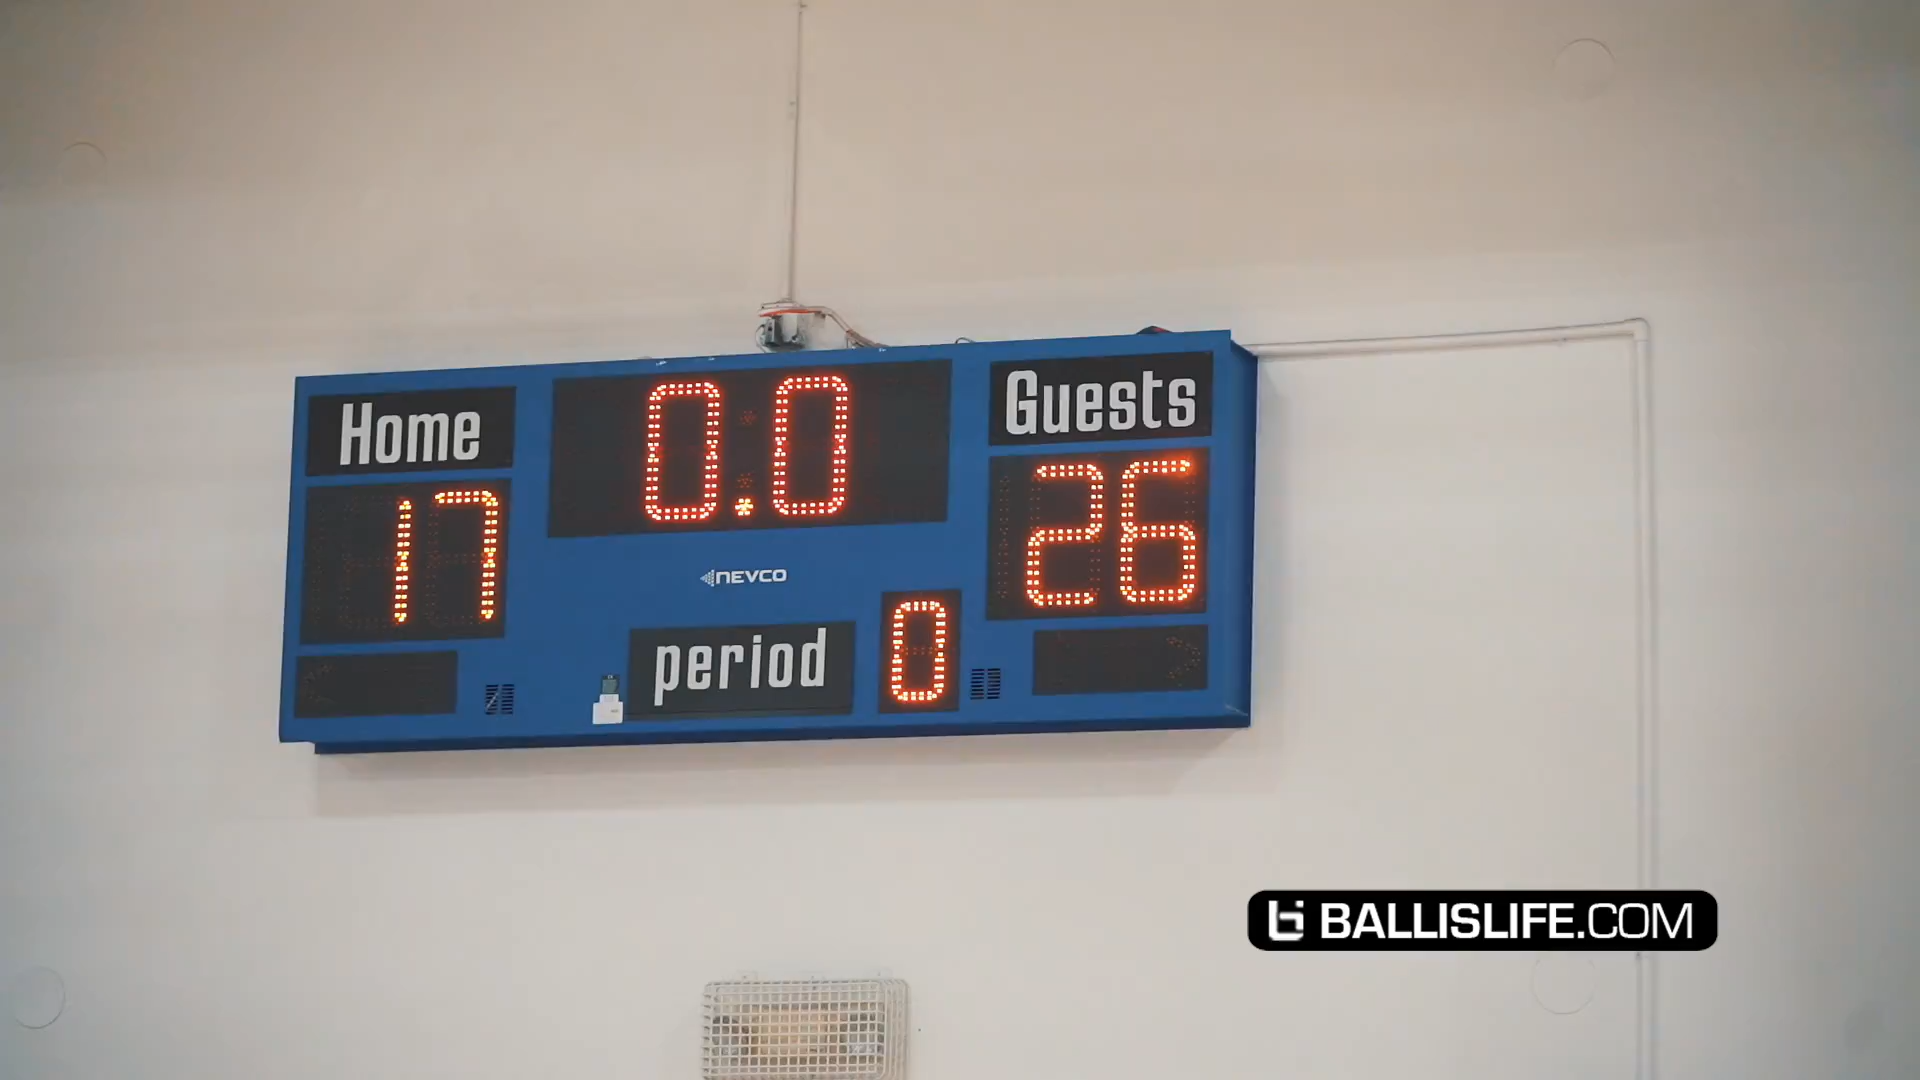 Home
0.0
Guests
17
26
NEVCO
period
0
BALLISLIFE.COM